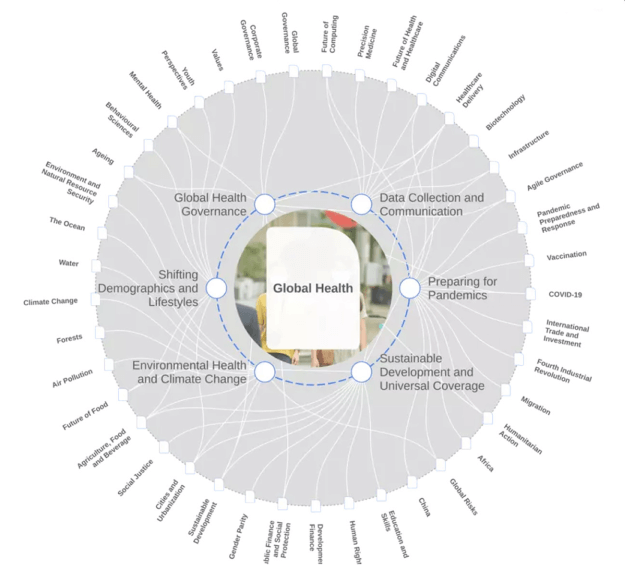 Global Health
Global Health
Governance
Data Collection and
Communication
Shifting
Demographics and
Lifestyles
Preparing for
Pandemics
Environmental Health
and Climate Change
Sustainable
Development and
Universal Coverage
Future of
Computing
Precision
Medicine
Future of Health
and Healthcare
Digital
Communications
Healthcare
Delivery
Biotechnology
Infrastructure
Agile Governance
Pandemic
Preparedness and
Response
Vaccination
COVID-19
International
Trade and
Investment
Fourth Industrial
Revolution
Migration
Humanitarian
Action
Africa
Global Risks
China
Education and
Skills
Human Righ
Developme
Finance
blic Finance
and Social
Protection
Gender Parity
Sustainable
Development
Cities and
Urbanization
Social Justice
Agriculture, Food
and Beverage
Future of Food
Air Pollution
Forests
Climate Change
Water
The Ocean
Environment and
Natural Resource
Security
Ageing
Behavioural
Sciences
Mental Health
Youth
Perspectives
Values
Corporate
Governance
Global
Governance